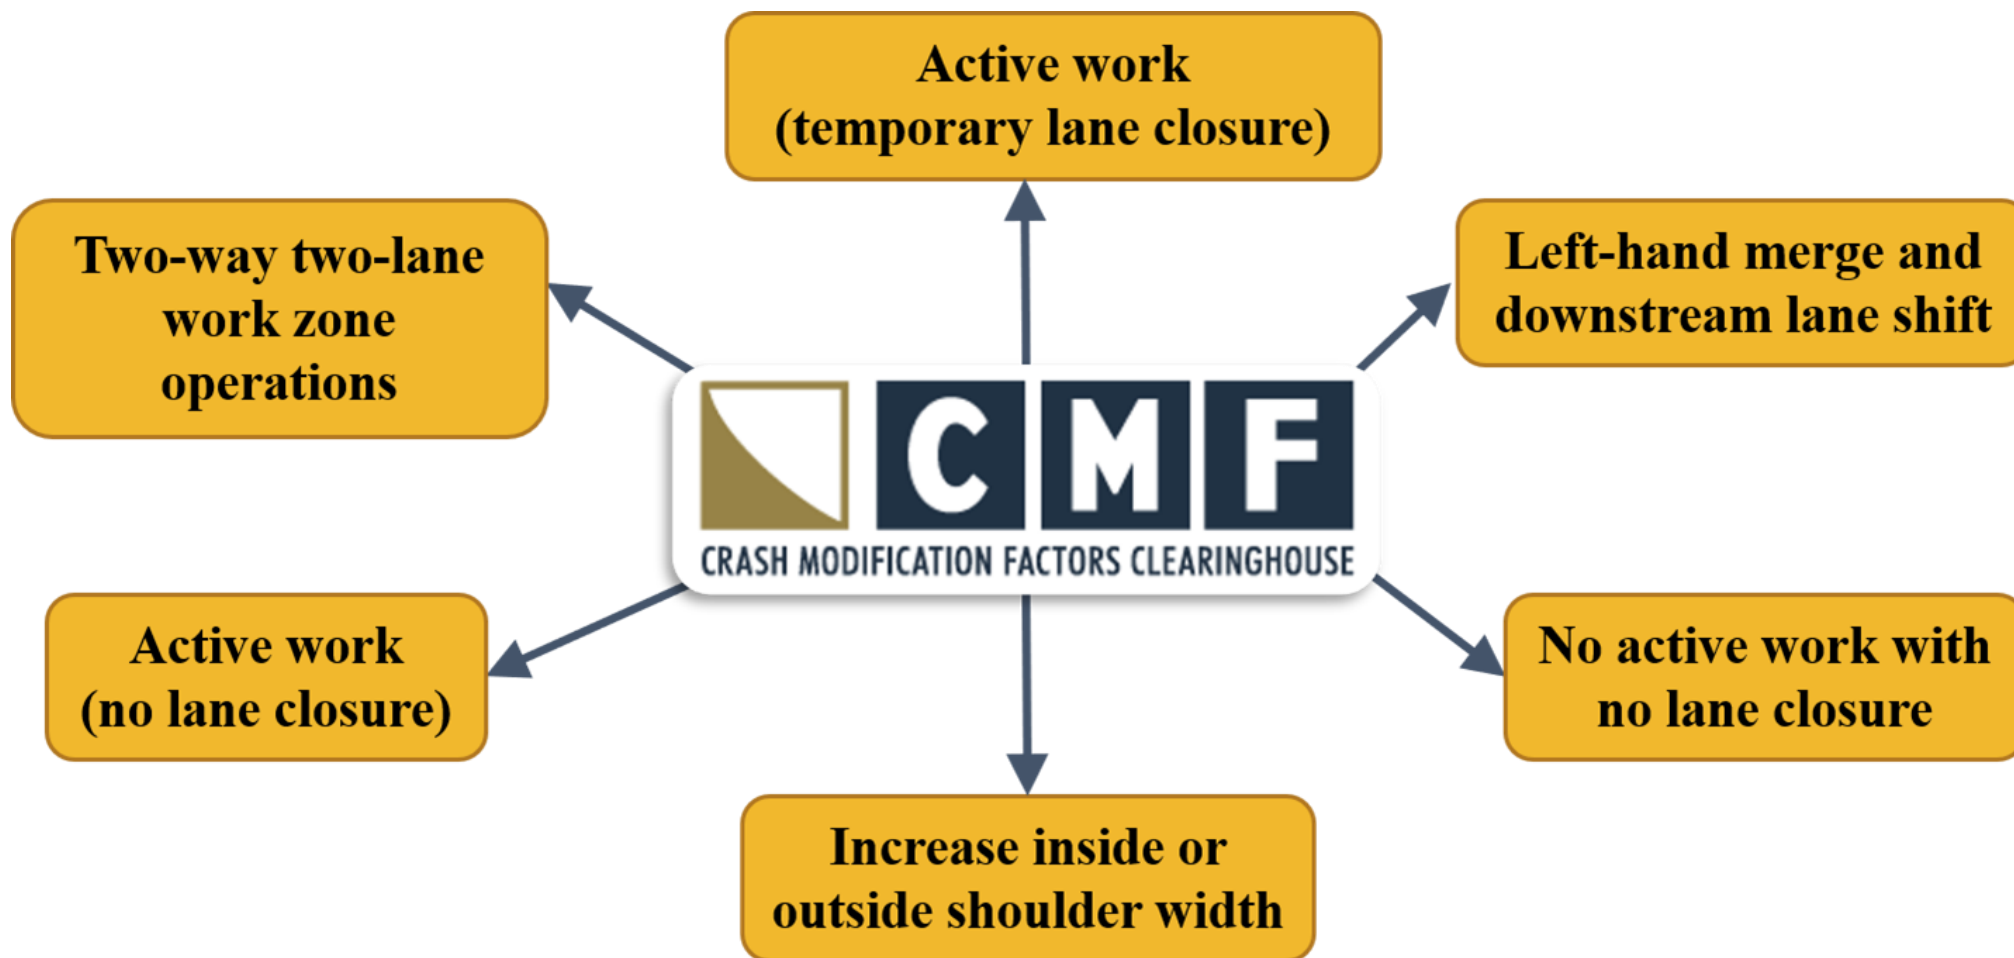 Active work
(temporary lane closure)
Two-way two-lane
work zone
operations
Left-hand merge and
downstream lane shift
CMF
CRASH MODIFICATION FACTORS CLEARINGHOUSE
Active work
(no lane closure)
No active work with
no lane closure
Increase inside or
outside shoulder width